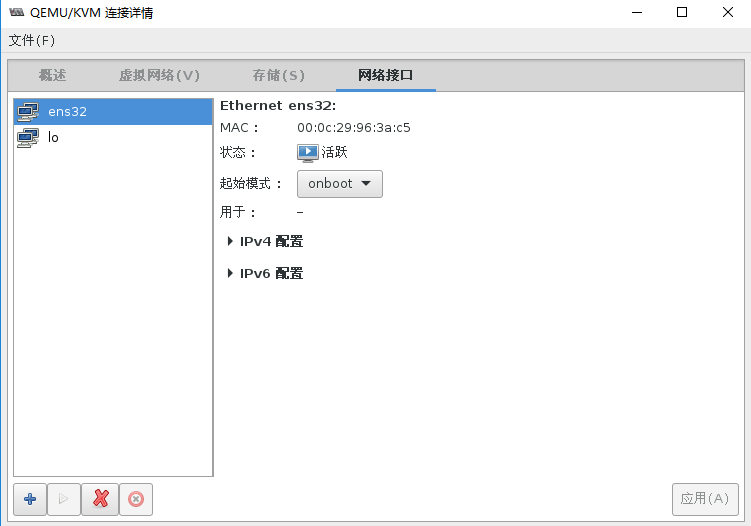 QEMU/KVM 连接详情
文件(F)
概述 虚拟网络(V) 存储(S) 网络接口
ens32
lo
Ethernet ens32:
MAC： 00:0c:29:96:3a:c5
状态： 活跃
起始模式： onboot
用于： –
IPv4 配置
IPv6 配置
应用(A)